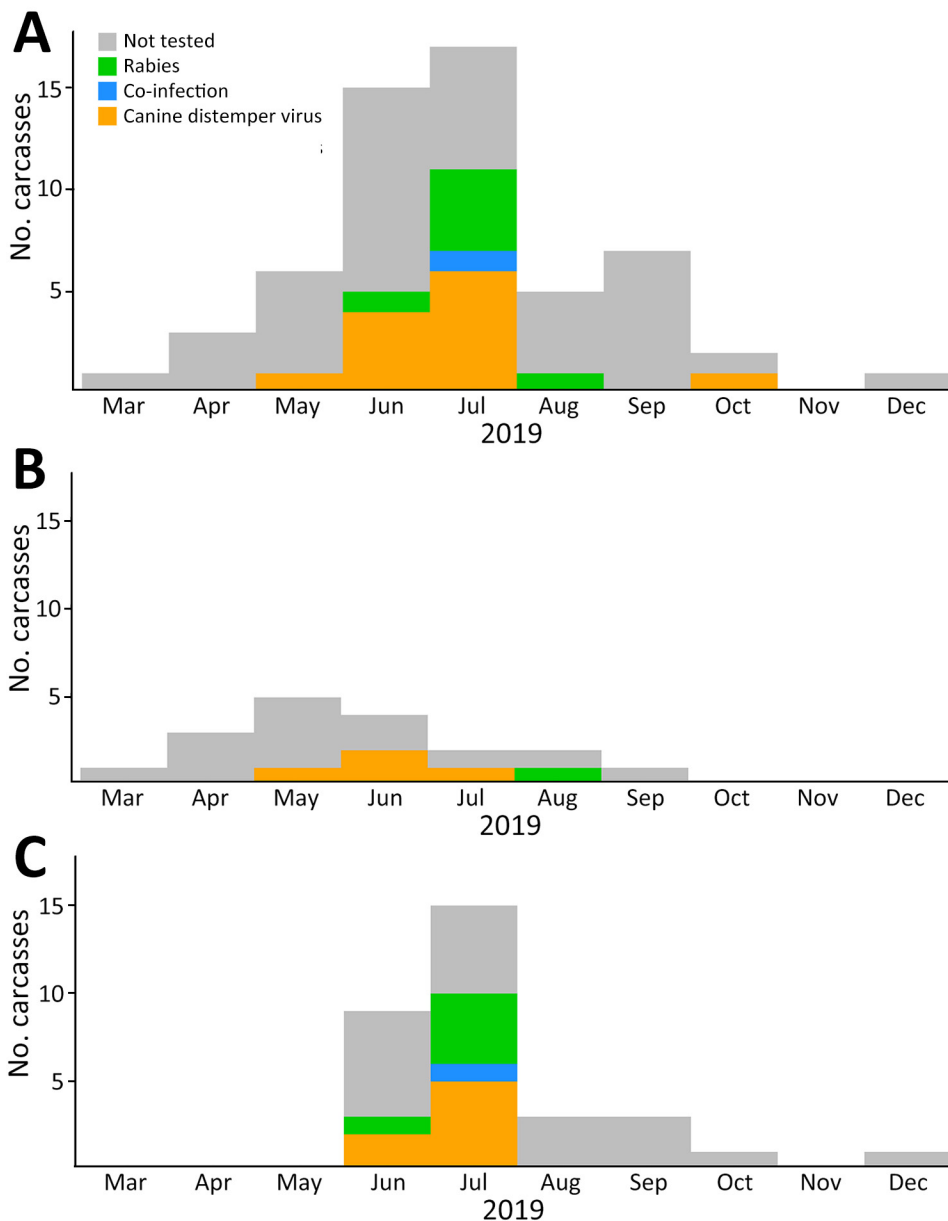 A
Not tested
Rabies
Co-infection
Canine distemper virus
;
No. carcasses
15
10
5
Mar Apr May Jun Jul Aug Sep Oct Nov Dec
2019
B
No. carcasses
15
10
5
Mar Apr May Jun Jul Aug Sep Oct Nov Dec
2019
C
No. carcasses
15
10
5
Mar Apr May Jun Jul Aug Sep Oct Nov Dec
2019